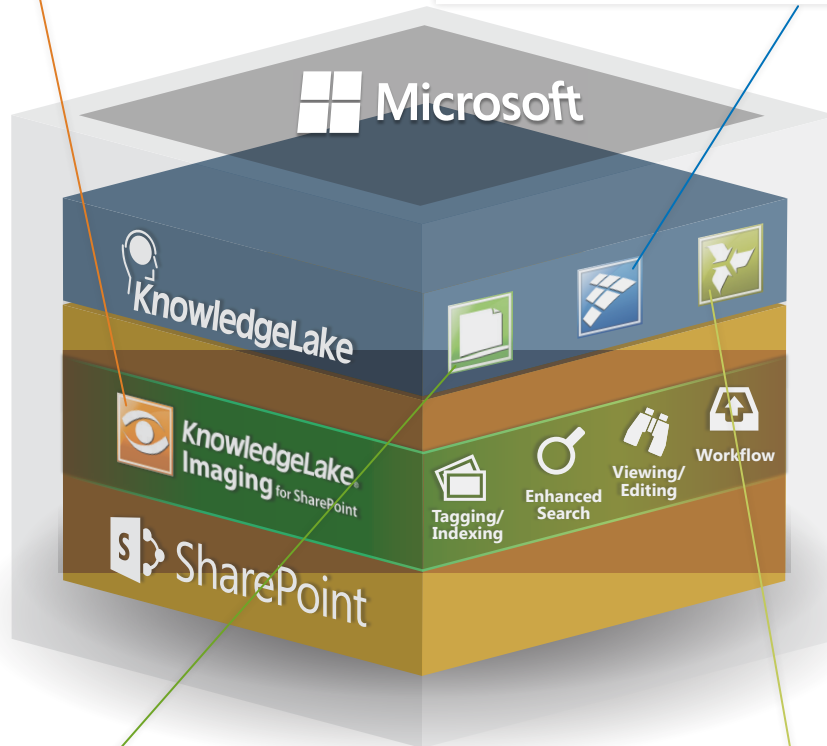 Microsoft
KnowledgeLake
KnowledgeLake®
Imaging for SharePoint
Tagging/
Indexing
Enhanced
Search
Viewing/
Editing
Workflow
S
SharePoint